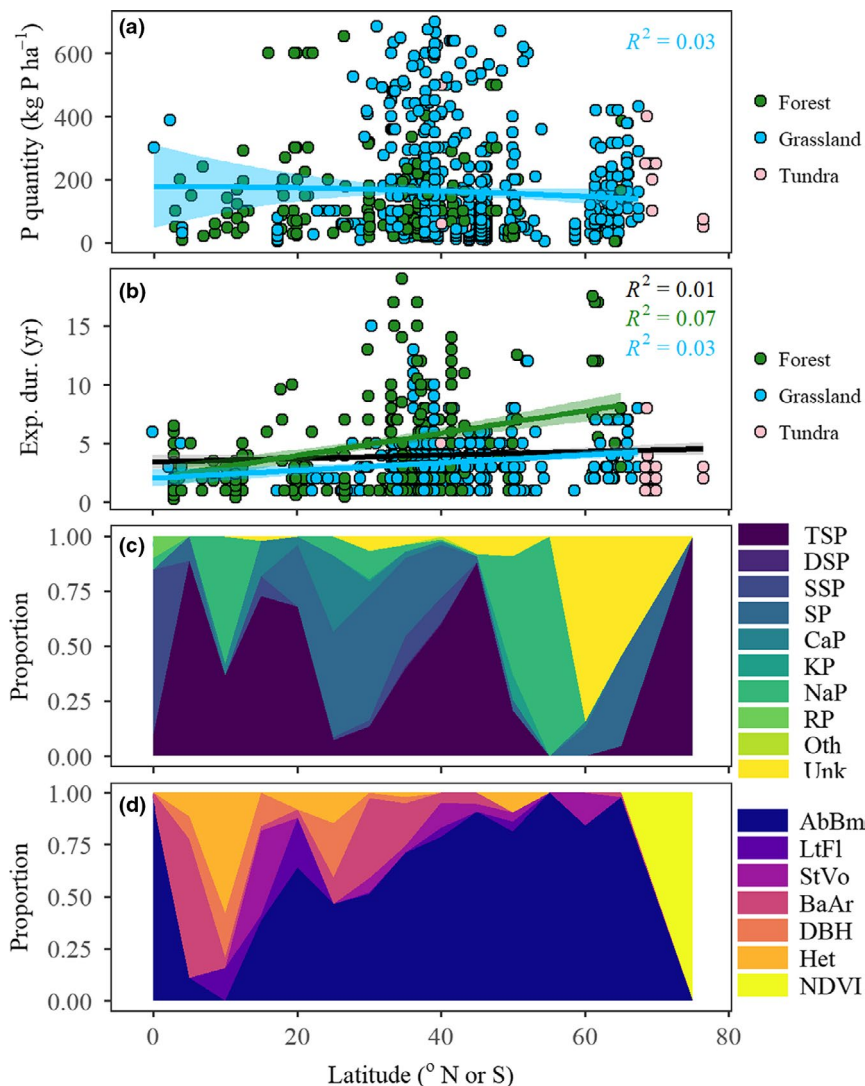 (a)
R² = 0.03
P quantity (kg P ha⁻¹)
600
400
200
0
Forest
Grassland
Tundra
(b)
R² = 0.01
R² = 0.07
R² = 0.03
Exp. dur. (yr)
15
10
5
0
Forest
Grassland
Tundra
(c)
Proportion
1.00
0.75
0.50
0.25
0.00
TSP
DSP
SSP
SP
CaP
KP
NaP
RP
Oth
Unk
(d)
Proportion
1.00
0.75
0.50
0.25
0.00
AbBm
LtFl
StVo
BaAr
DBH
Het
NDVI
0 20 40 60 80
Latitude (° N or S)